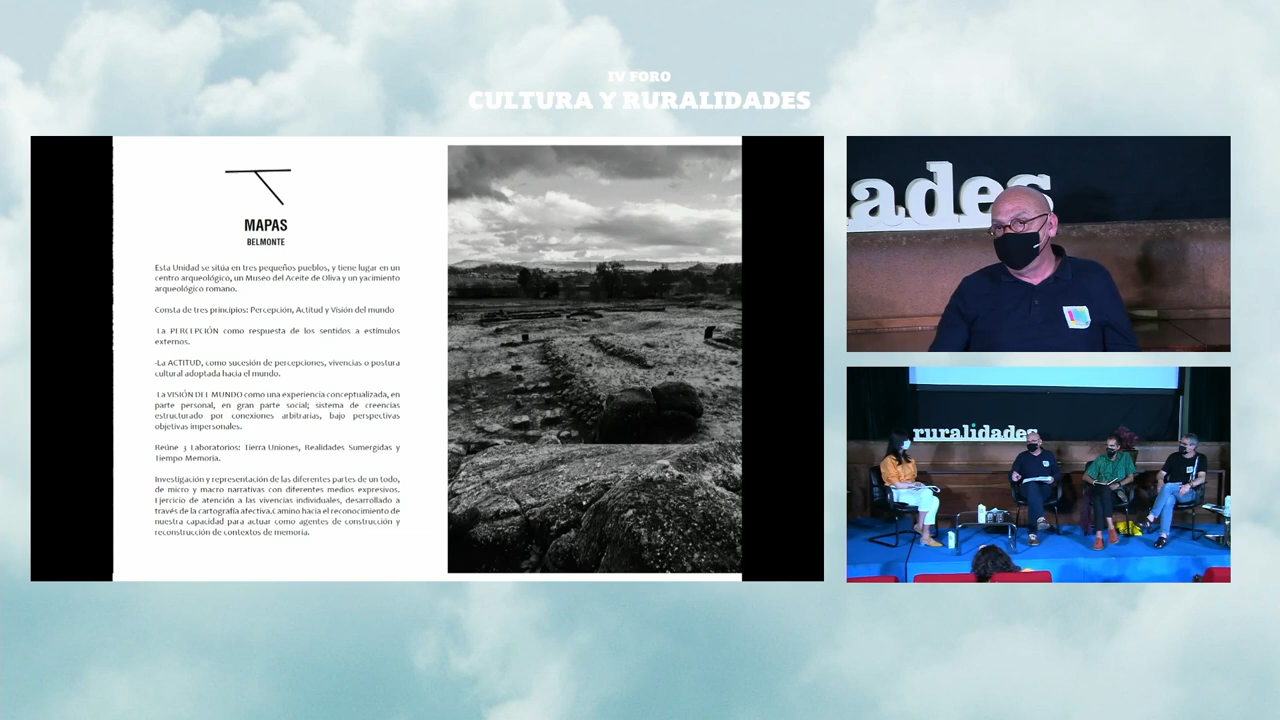 IV FORO
CULTURA Y RURALIDADES
MAPAS
BELMONTE
Esta Unidad se sitúa en tres pequeños pueblos, y tiene lugar en un
centro arqueológico, un Museo del Aceite de Oliva y un yacimiento
arqueológico romano.
Consta de tres principios: Percepción, Actitud y Visión del mundo
La PERCEPCIÓN como respuesta de los sentidos a estímulos
externos.
-La ACTITUD, como sucesión de percepciones, vivencias o postura
cultural adoptada hacia el mundo.
La VISIÓN DEL MUNDO como una experiencia conceptualizada, en
parte personal, en gran parte social; sistema de creencias
estructurado por conexiones arbitrarias, bajo perspectivas
objetivas impersonales.
Reúne 3 Laboratorios: Tierra Uniones, Realidades Sumergidas y
Tiempo Memoria.
Investigación y representación de las diferentes partes de un todo,
de micro y macro narrativas con diferentes medios expresivos.
Ejercicio de atención a las vivencias individuales, desarrollado a
través de la cartografía afectiva.Camino hacia el reconocimiento de
nuestra capacidad para actuar como agentes de construcción y
reconstrucción de contextos de memoria.
ades
ruralidades